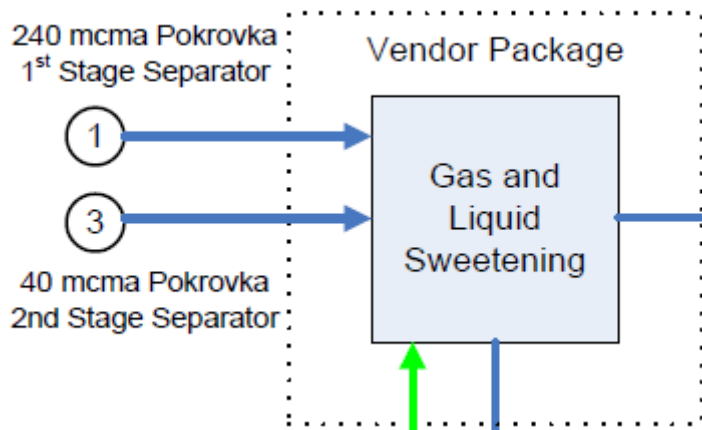 240 mcma Pokrovka
1st Stage Separator
Vendor Package
1
Gas and
Liquid
Sweetening
3
40 mcma Pokrovka
2nd Stage Separator